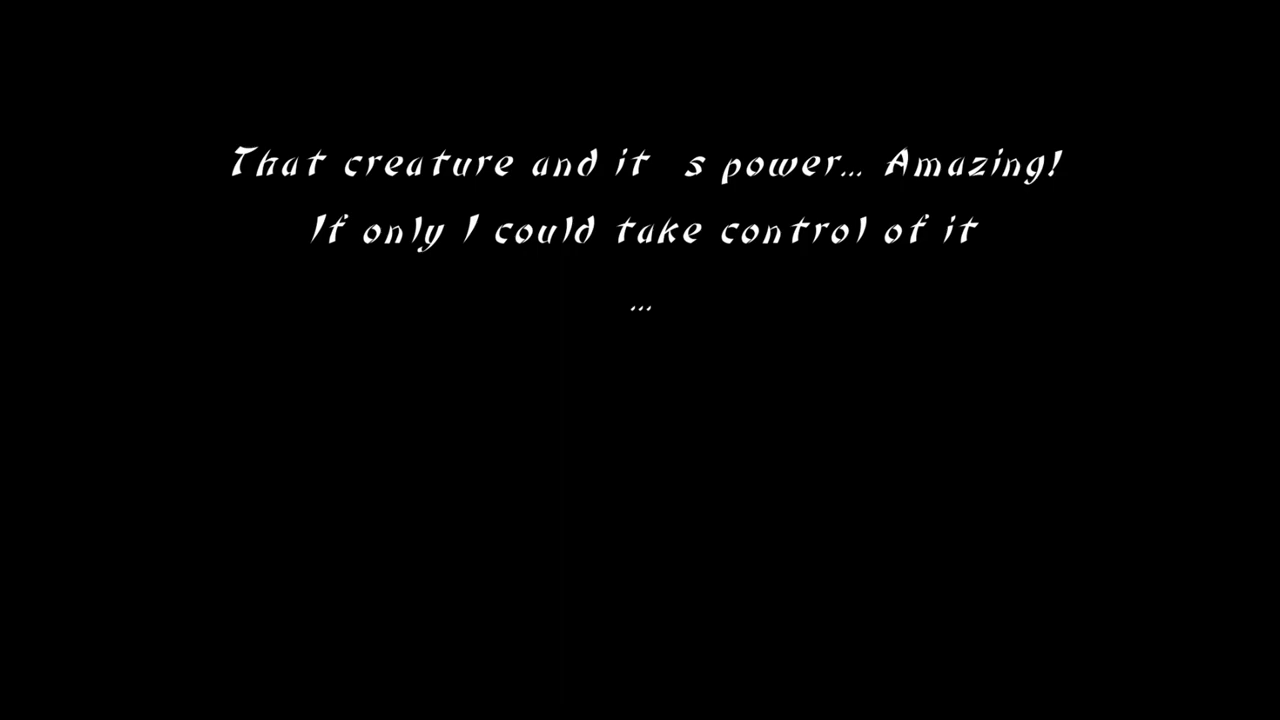 That creature and it s power... Amazing!
If only I could take control of it
...